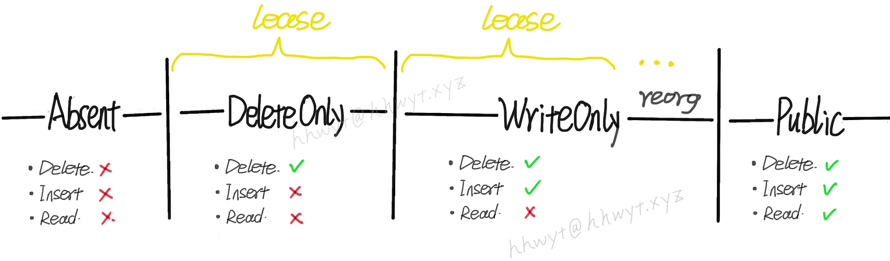 lease
lease
...
Absent
DeleteOnly
WriteOnly
reorg
Public
• Delete. ×
• Insert ×
• Read. ×
• Delete. ✓
• Insert ×
• Read. ×
• Delete. ✓
• Insert ✓
• Read. ×
• Delete. ✓
• Insert ✓
• Read. ✓
hhwyt@hhwyt.xyz
hhwyt@hhwyt.xyz